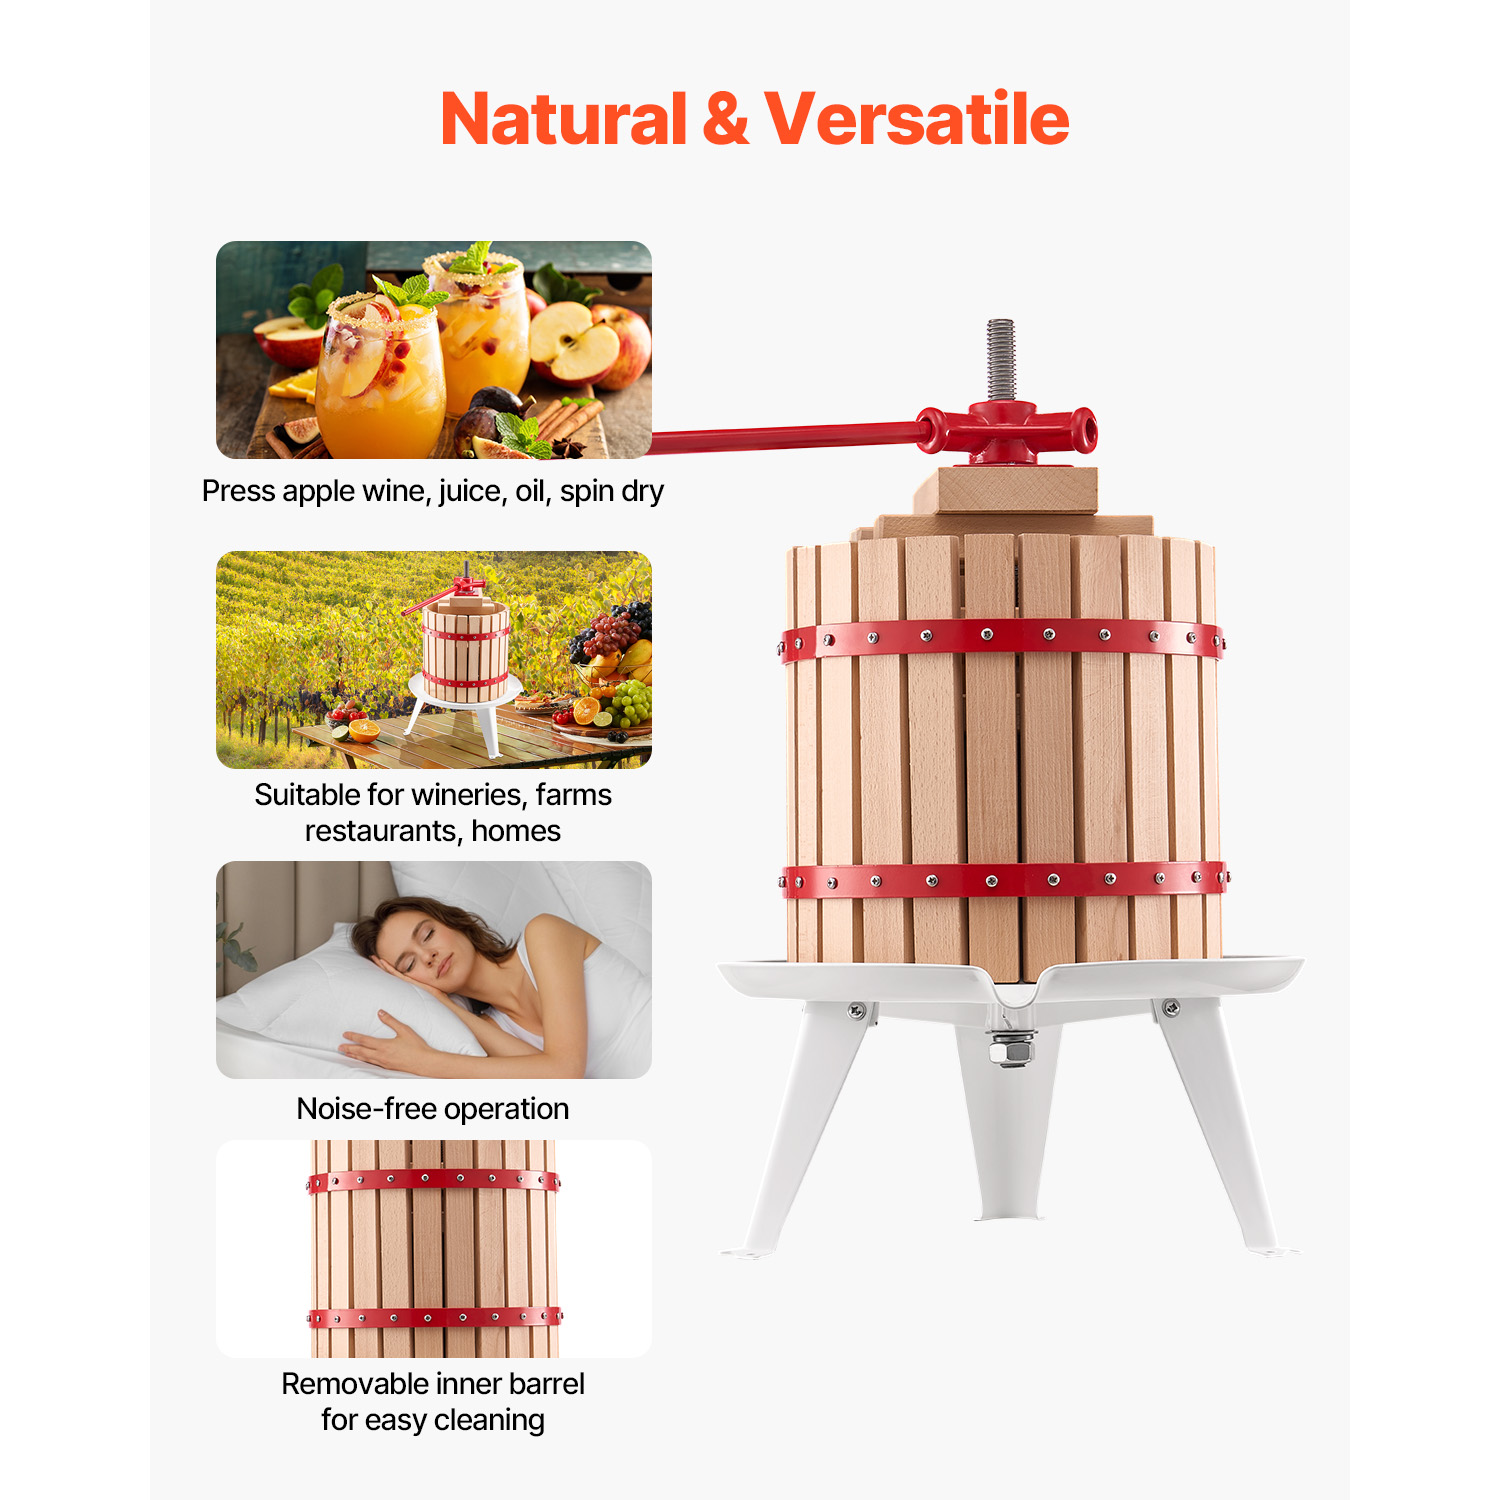 Natural & Versatile
Press apple wine, juice, oil, spin dry
Suitable for wineries, farms
restaurants, homes
Noise-free operation
Removable inner barrel
for easy cleaning